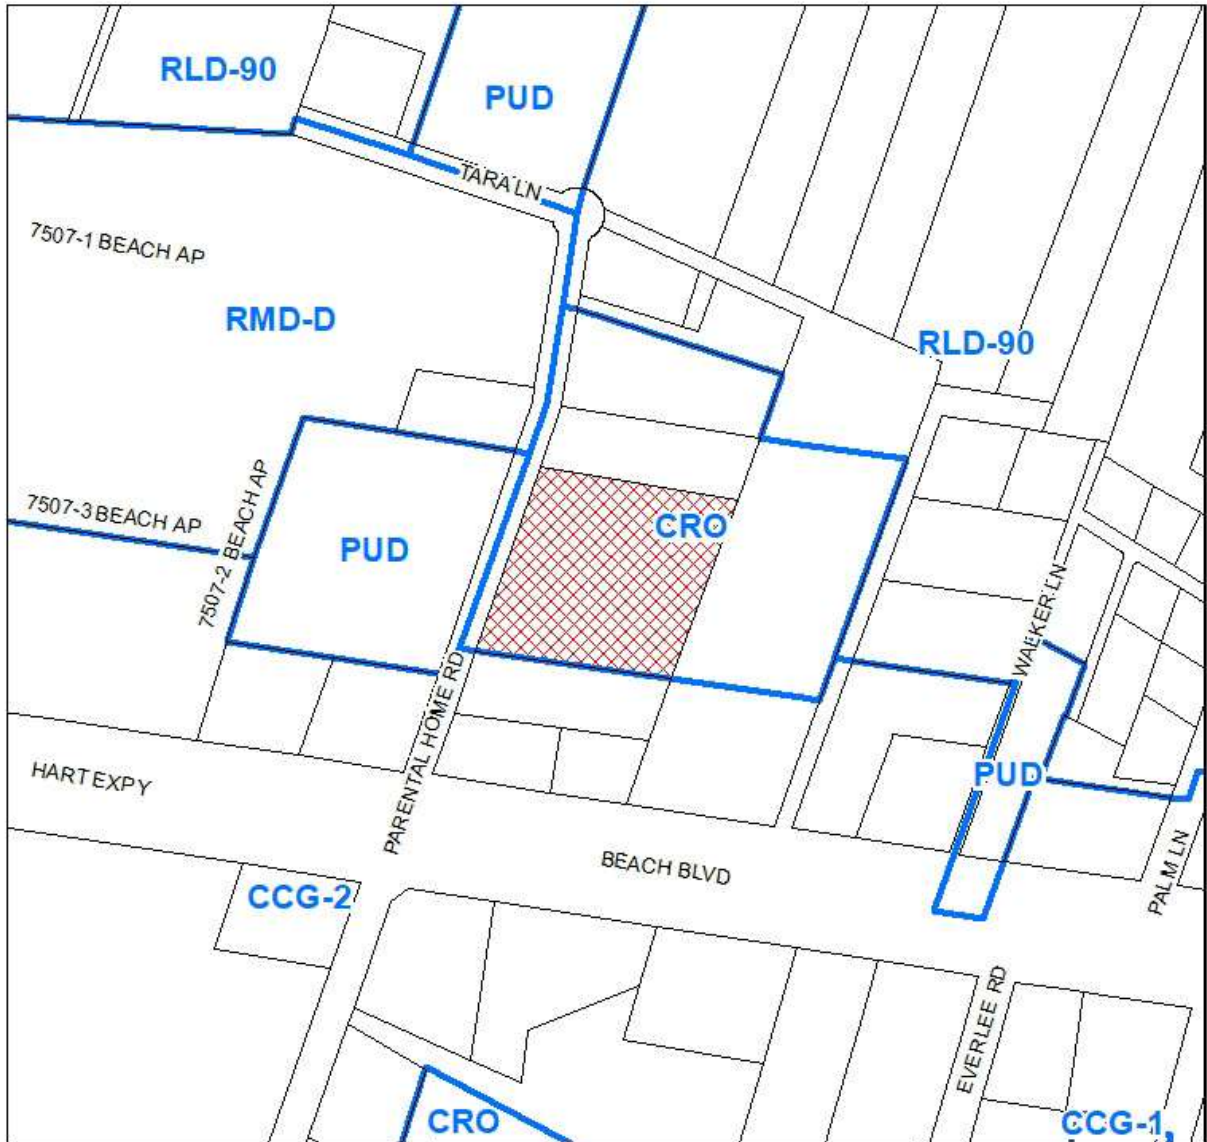 RLD-90
PUD
TARA LN
7507-1 BEACH AP
RMD-D
RLD-90
7507-3 BEACH AP
7507-2 BEACH AP
PUD
CRO
WALKER LN
PARENTAL HOME RD
HART EXPY
PUD
BEACH BLVD
PALM LN
CCG-2
EVERLEE RD
CRO
CCG-1,